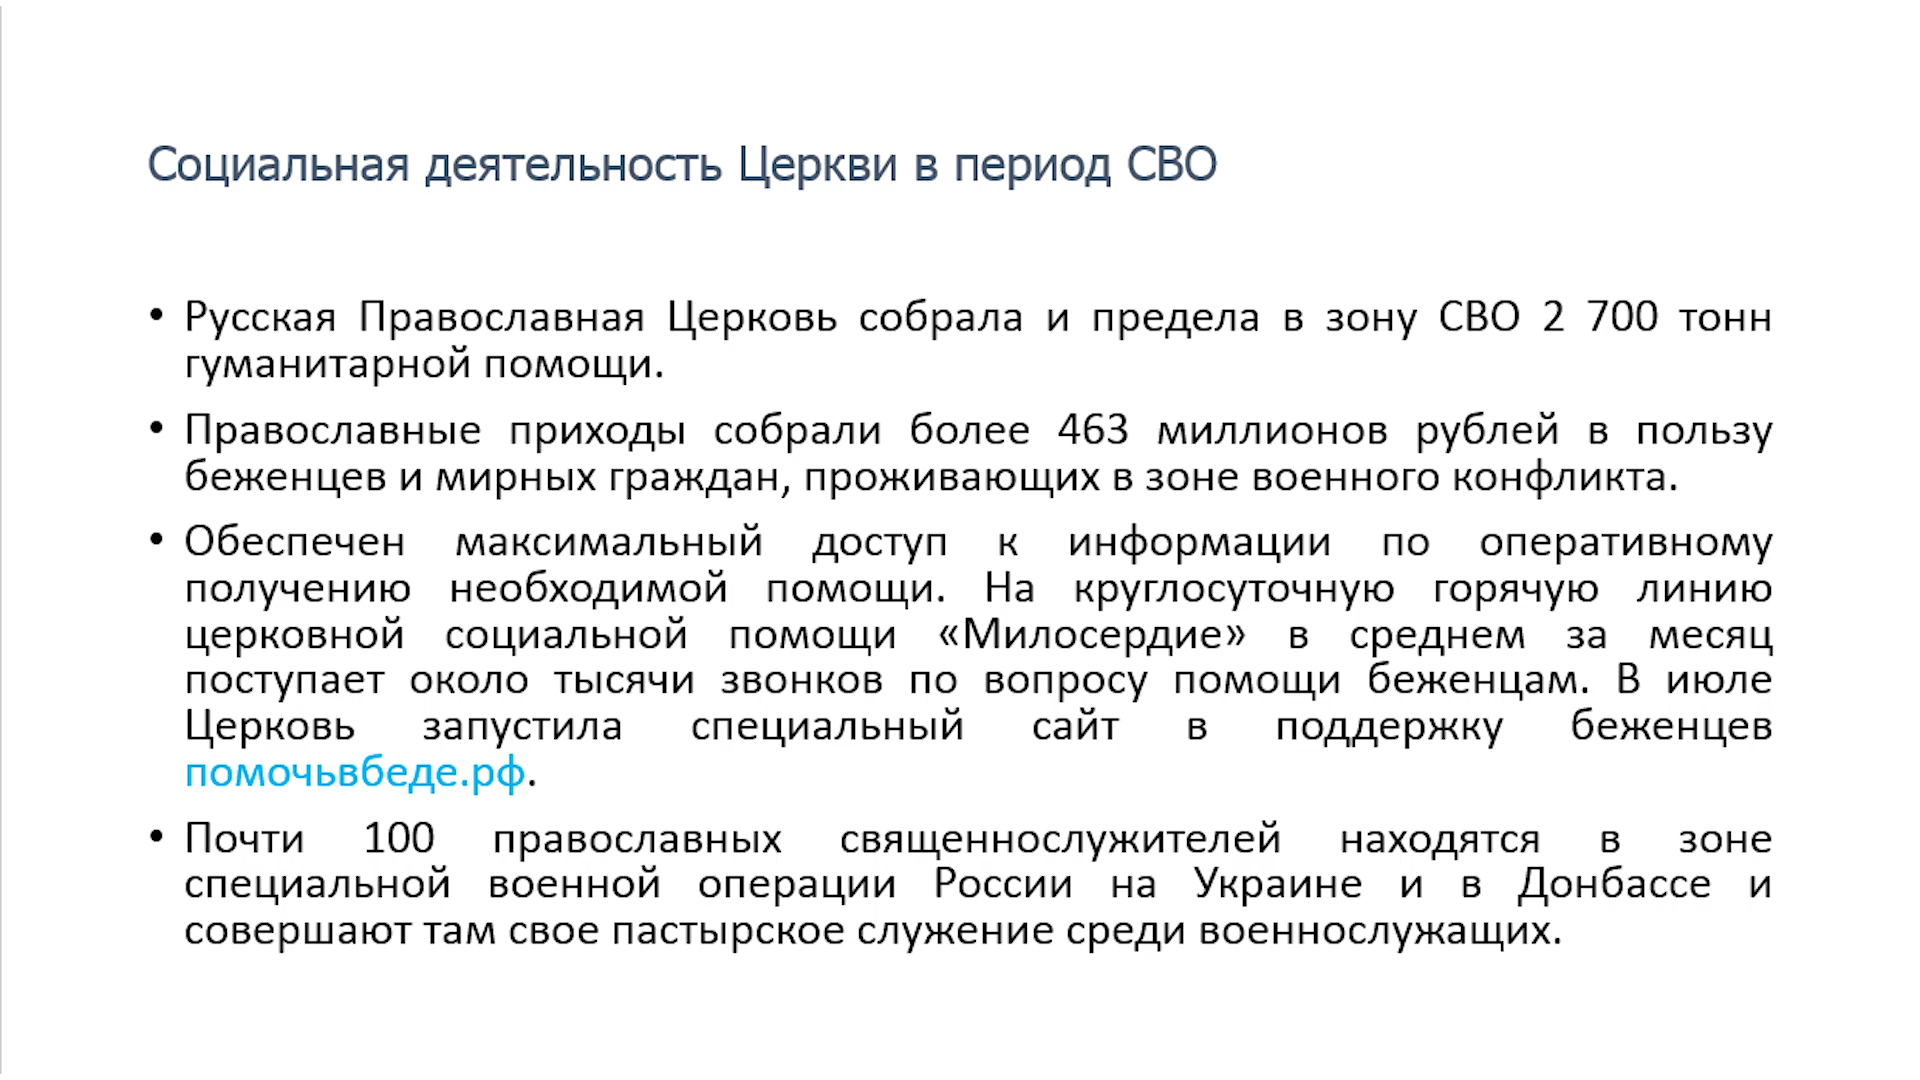 Социальная деятельность Церкви в период СВО
• Русская Православная Церковь собрала и предела в зону СВО 2 700 тонн
гуманитарной помощи.
• Православные приходы собрали более 463 миллионов рублей в пользу
беженцев и мирных граждан, проживающих в зоне военного конфликта.
• Обеспечен максимальный доступ к информации по оперативному
получению необходимой помощи. На круглосуточную горячую линию
церковной социальной помощи «Милосердие» в среднем за месяц
поступает около тысячи звонков по вопросу помощи беженцам. В июле
Церковь запустила специальный сайт в поддержку беженцев
помочьвбеде.рф.
• Почти 100 православных священнослужителей находятся в зоне
специальной военной операции России на Украине и в Донбассе и
совершают там свое пастырское служение среди военнослужащих.